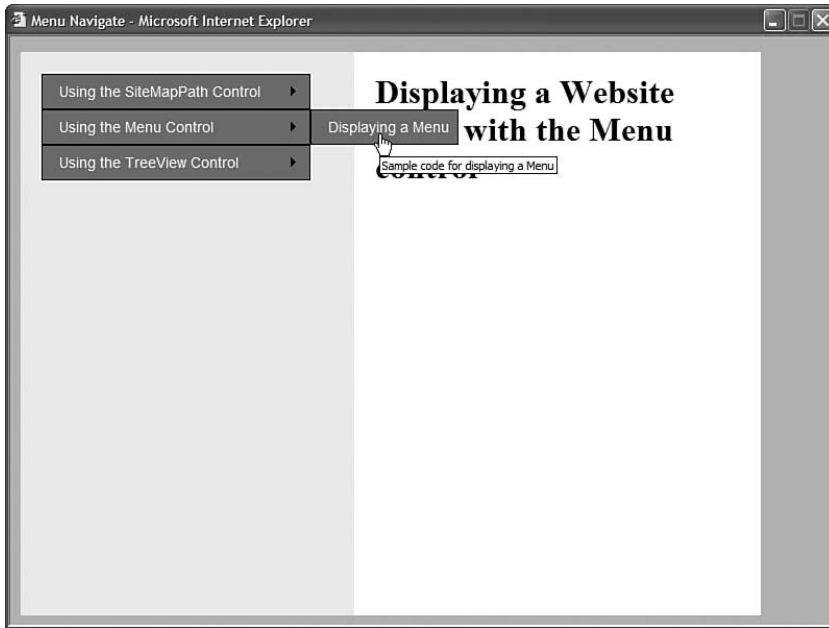 Menu Navigate - Microsoft Internet Explorer
Using the SiteMapPath Control
Using the Menu Control
Using the TreeView Control
Displaying a Menu
Sample code for displaying a Menu
Displaying a Website
with the Menu
control